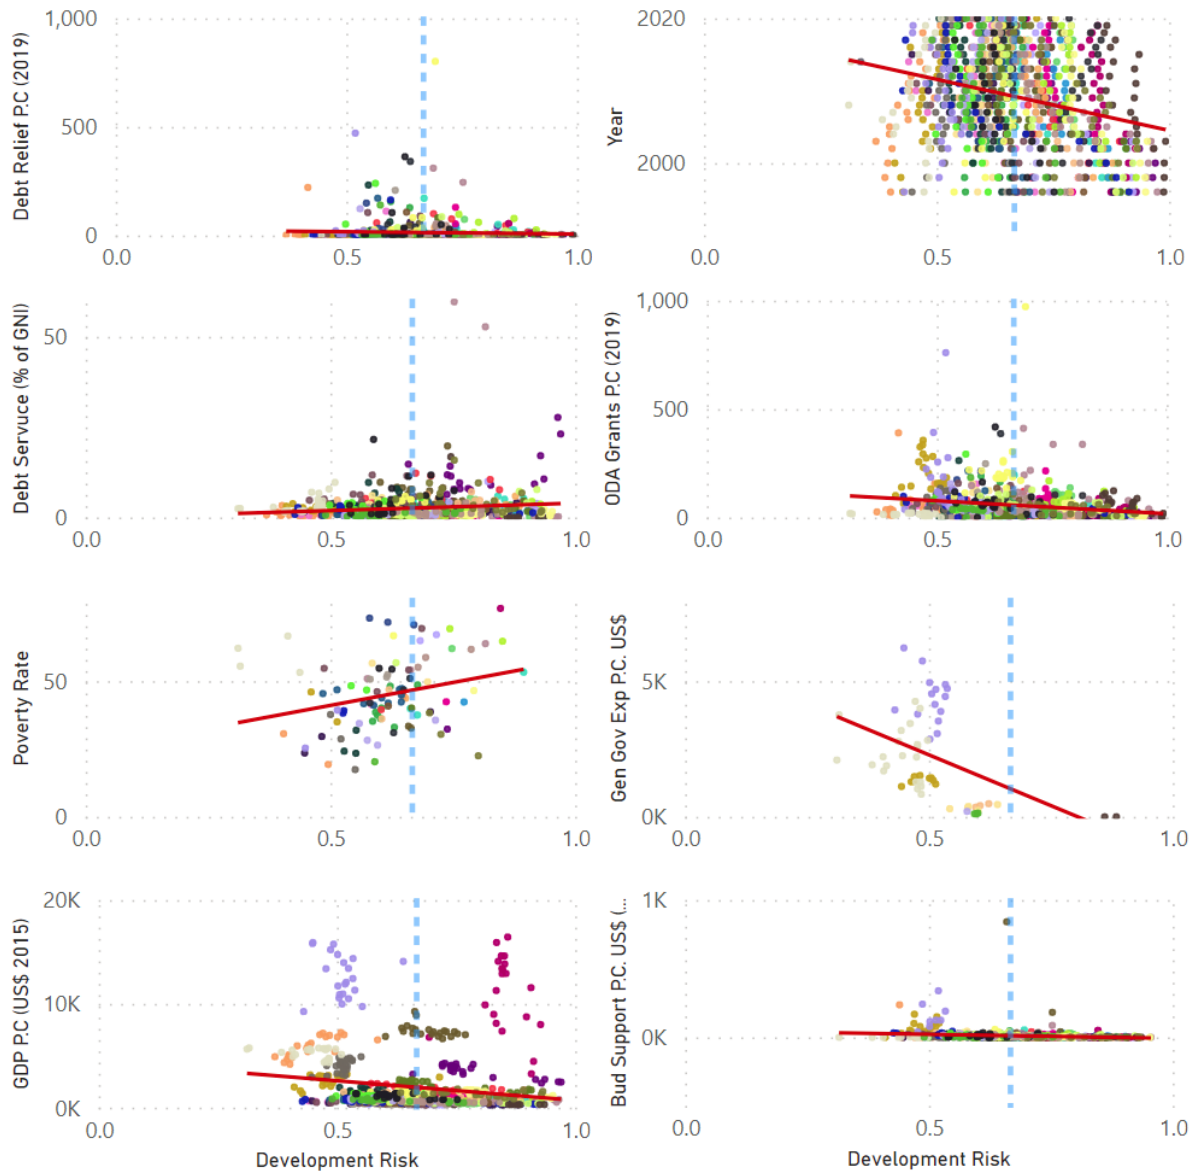 1,000
500
0
0.0
0.5
1.0
Debt Relief P.C (2019)
2020
2000
0.0
0.5
1.0
Year
50
0
0.0
0.5
1.0
Debt Servuce (% of GNI)
1,000
500
0
0.0
0.5
1.0
ODA Grants P.C (2019)
50
0
0.0
0.5
1.0
Poverty Rate
5K
0K
0.0
0.5
1.0
Gen Gov Exp P.C. US$
20K
10K
0K
0.0
0.5
1.0
GDP P.C (US$ 2015)
Development Risk
1K
0K
0.0
0.5
1.0
Bud Support P.C. US$ (...
Development Risk